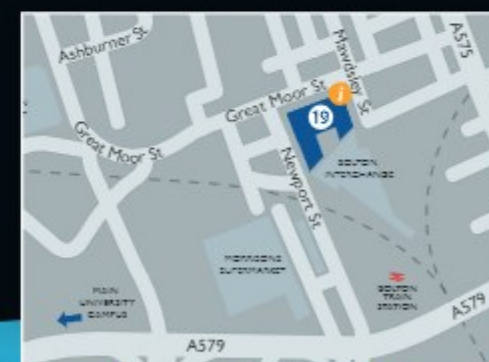 Ashburner St
Mawdsley St
A575
Great Moor St
i
19
Great Moor St
Newport St
BOLTON
INTERCHANGE
MORRISONS
SUPERMARKET
BOLTON
TRAIN
STATION
MAIN
UNIVERSITY
CAMPUS
A579
A579